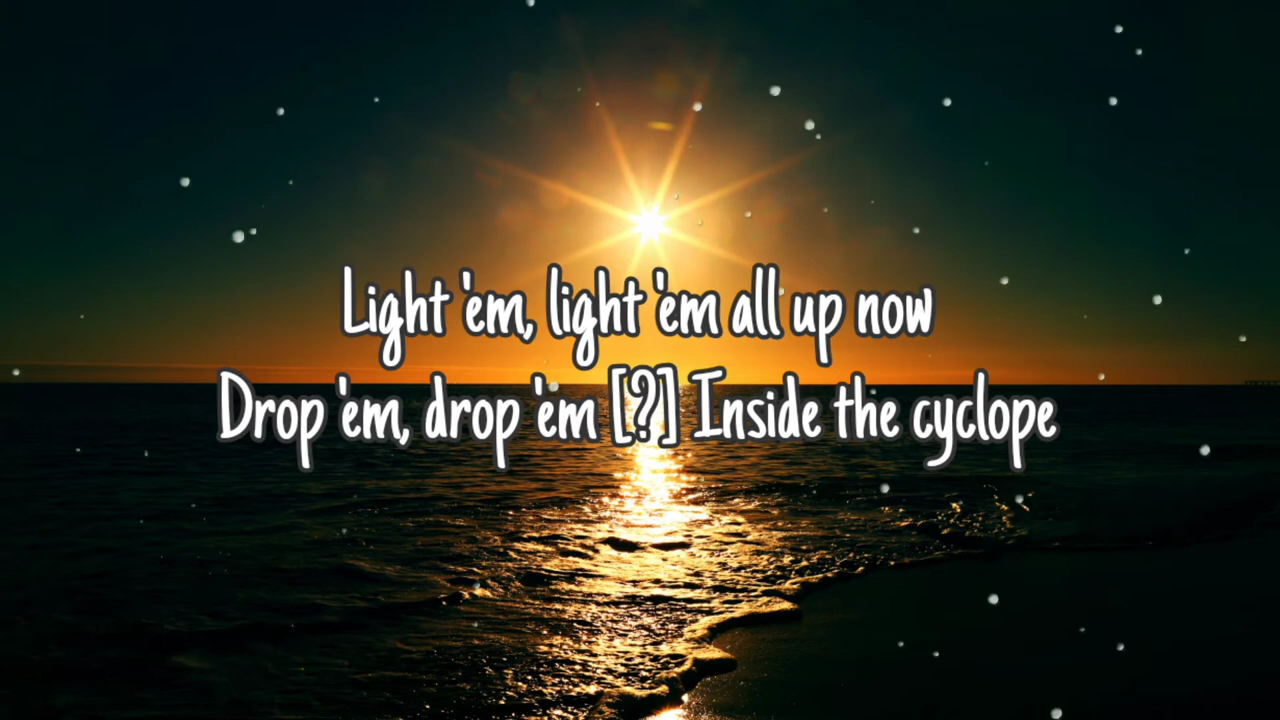 Light 'em, light 'em all up now
Drop 'em, drop 'em [?] Inside the cyclope